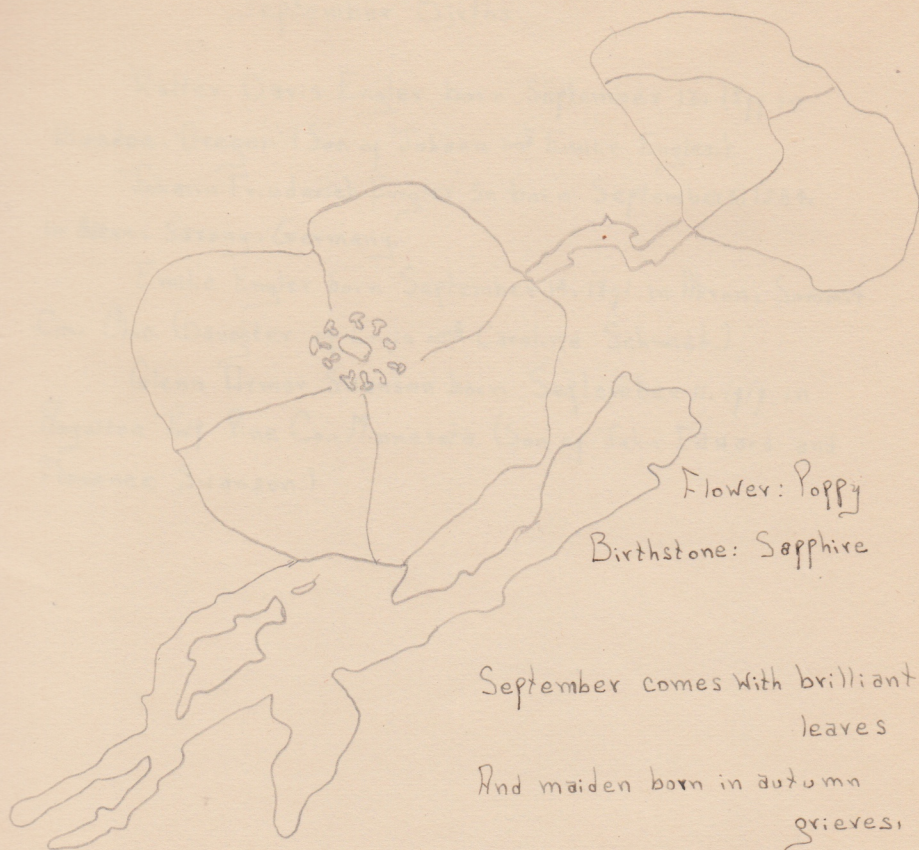 Flower: Poppy
Birthstone: Sapphire
September comes with brilliant
leaves
And maiden born in autumn
grieves,